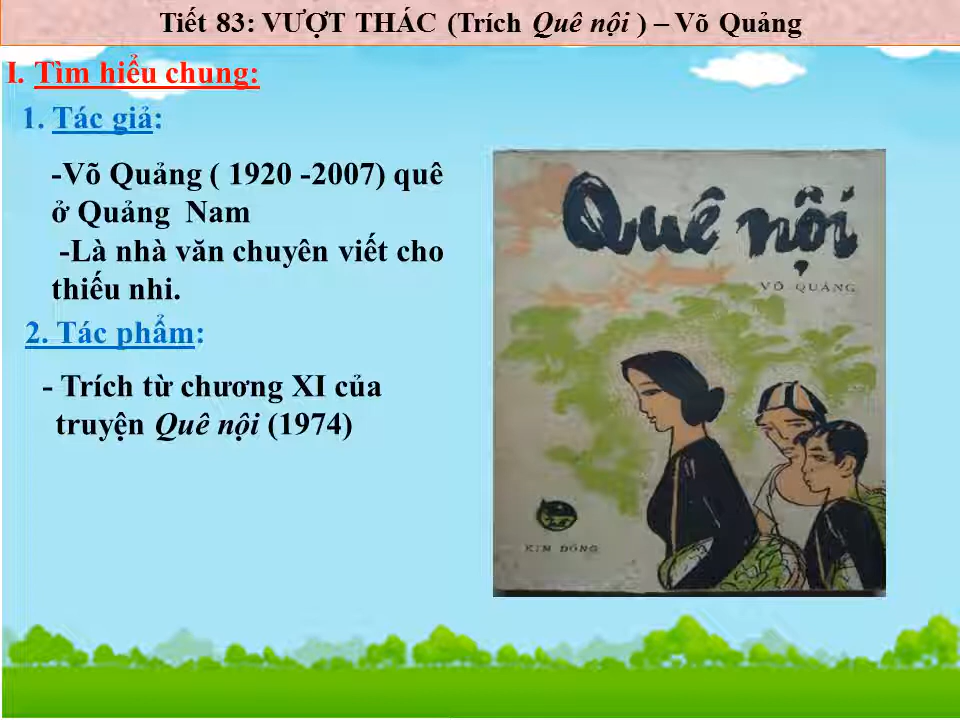 Tiết 83: VƯỢT THÁC (Trích Quê nội ) – Võ Quảng
I. Tìm hiểu chung:
1. Tác giả:
-Võ Quảng ( 1920 -2007) quê
ở Quảng Nam
-Là nhà văn chuyên viết cho
thiếu nhi.
2. Tác phẩm:
- Trích từ chương XI của
truyện Quê nội (1974)
Quê nội
VÕ QUẢNG
KIM ĐỒNG